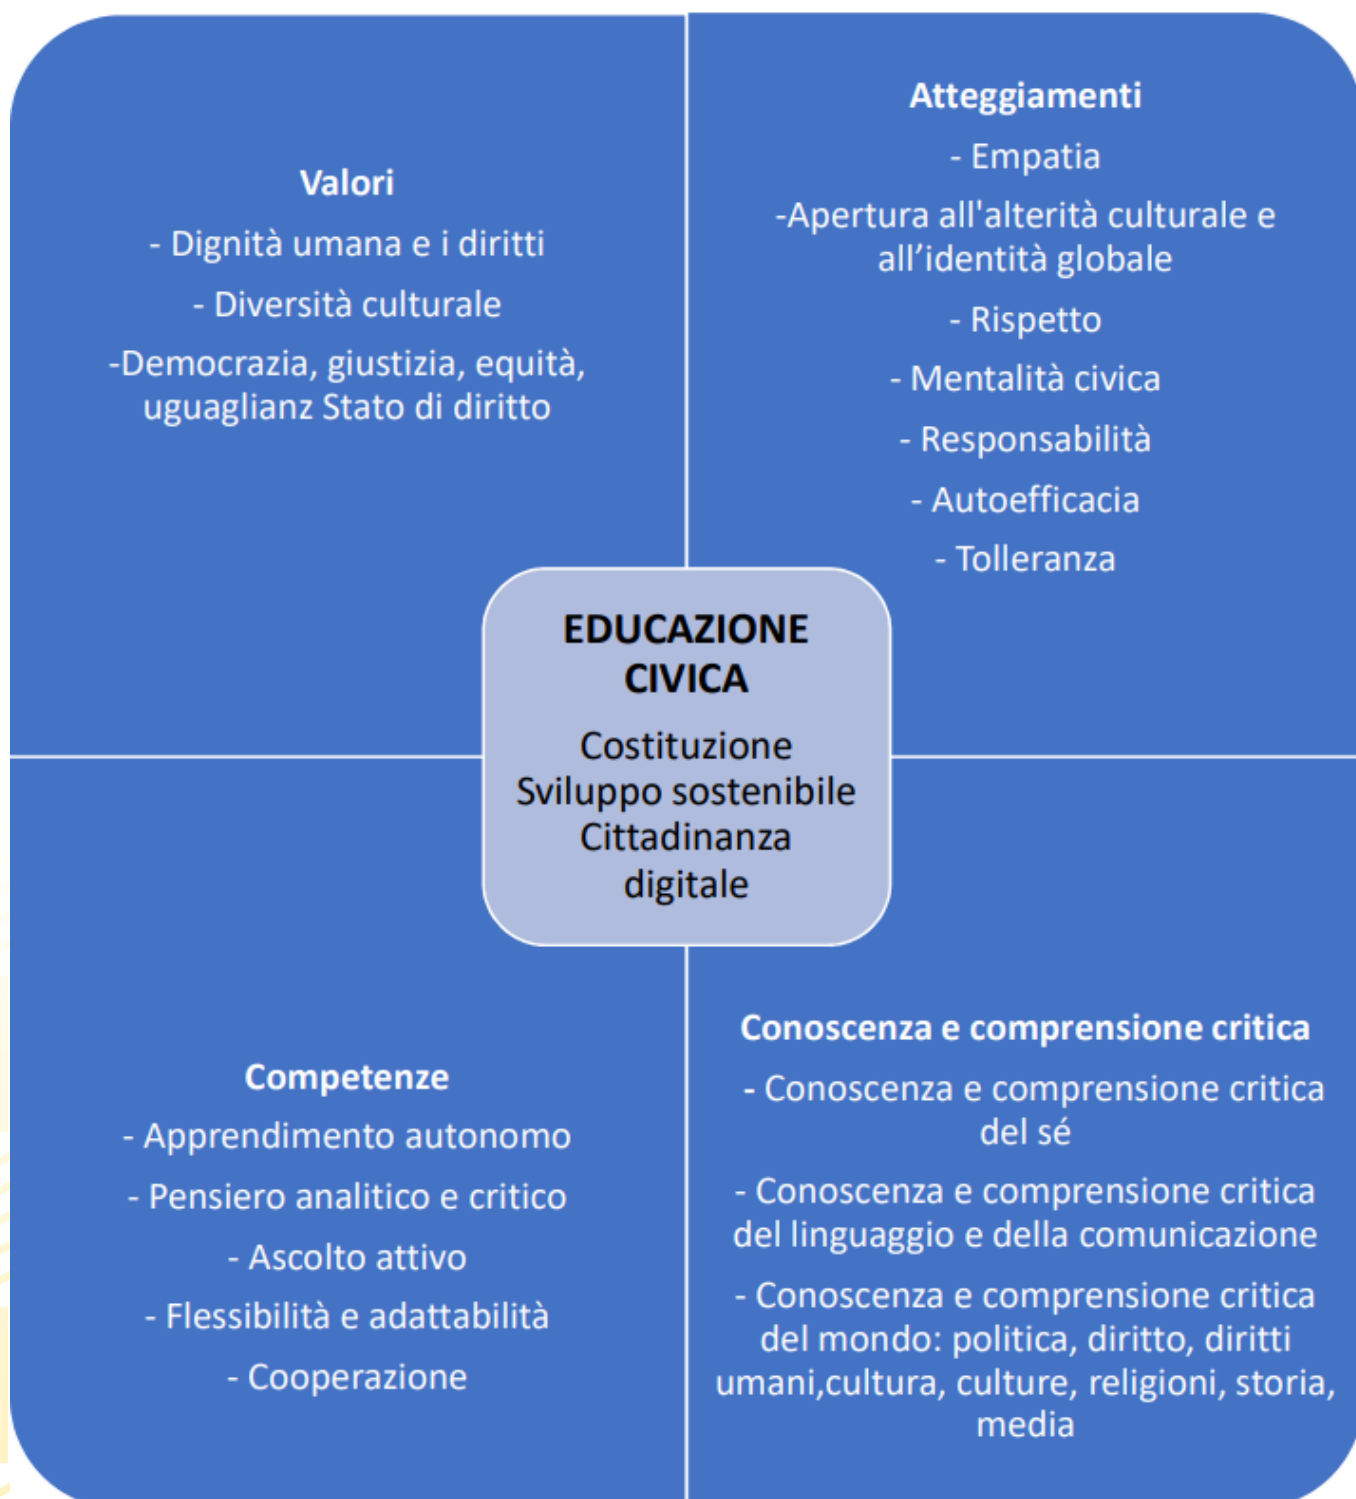 Valori
- Dignità umana e i diritti
- Diversità culturale
-Democrazia, giustizia, equità,
uguaglianz Stato di diritto
Atteggiamenti
- Empatia
-Apertura all'alterità culturale e
all’identità globale
- Rispetto
- Mentalità civica
- Responsabilità
- Autoefficacia
- Tolleranza
EDUCAZIONE
CIVICA
Costituzione
Sviluppo sostenibile
Cittadinanza
digitale
Competenze
- Apprendimento autonomo
- Pensiero analitico e critico
- Ascolto attivo
- Flessibilità e adattabilità
- Cooperazione
Conoscenza e comprensione critica
- Conoscenza e comprensione critica
del sé
- Conoscenza e comprensione critica
del linguaggio e della comunicazione
- Conoscenza e comprensione critica
del mondo: politica, diritto, diritti
umani,cultura, culture, religioni, storia,
media